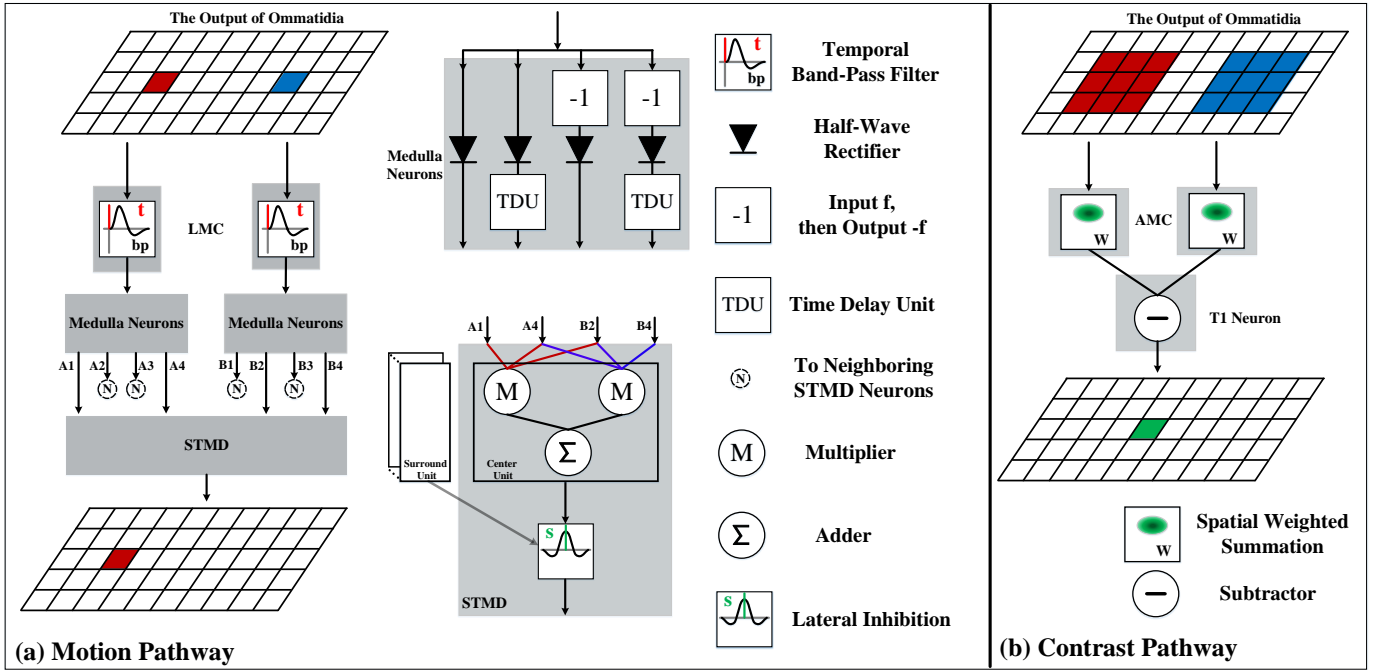 The Output of Ommatidia
t
bp
LMC
t
bp
Medulla Neurons
Medulla Neurons
A1
A2
A3
A4
B1
B2
B3
B4
N
N
N
N
STMD
(a) Motion Pathway
Medulla
Neurons
-1
-1
TDU
TDU
A1
A4
B2
B4
M
M
Σ
Surround
Unit
Center
Unit
s
STMD
t
bp
Temporal
Band-Pass Filter
Half-Wave
Rectifier
-1
Input f,
then Output -f
TDU
Time Delay Unit
N
To Neighboring
STMD Neurons
M
Multiplier
Σ
Adder
s
Lateral Inhibition
The Output of Ommatidia
W
AMC
W
T1 Neuron
W
Spatial Weighted
Summation
Subtractor
(b) Contrast Pathway